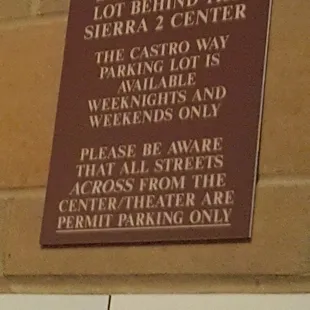 LOT BEHIND THE
SIERRA 2 CENTER
THE CASTRO WAY
PARKING LOT IS
AVAILABLE
WEEKNIGHTS AND
WEEKENDS ONLY
PLEASE BE AWARE
THAT ALL STREETS
ACROSS FROM THE
CENTER/THEATER ARE
PERMIT PARKING ONLY